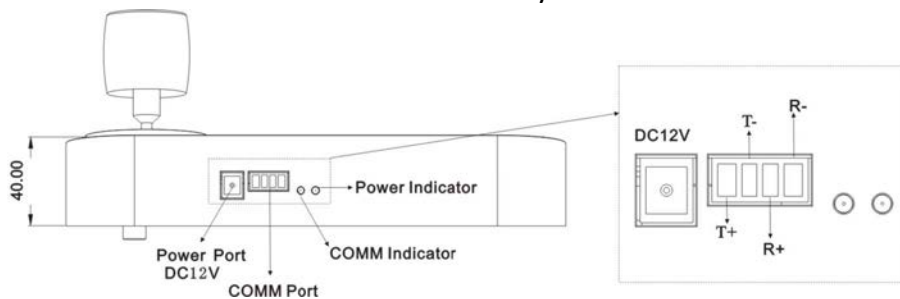 40.00
Power Indicator
COMM Indicator
Power Port
DC12V
COMM Port
DC12V
T-
R-
T+
R+